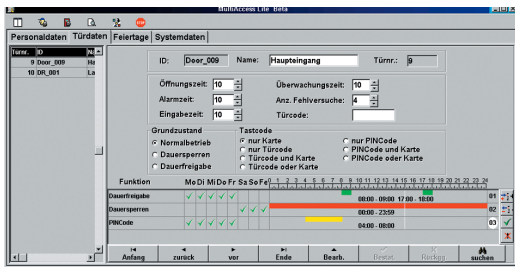 MultiAccess Lite Beta
STOP
Personaldaten Türdaten Feiertage Systemdaten
Türnr. ID Na
9 Door_009 Ha
10 DR_001 La
ID: Door_009 Name: Haupteingang Türnr.: 9
Öffnungszeit: 10 Überwachungszeit: 10
Alarmzeit: 10 Anz. Fehlversuche: 4
Eingabezeit: 10 Türcode:
Grundzustand Tastcode
Normalbetrieb nur Karte nur PINCode
Dauersperren nur Türcode PINCode und Karte
Dauerfreigabe Türcode und Karte PINCode oder Karte
Türcode oder Karte
Funktion Mo Di Mi Do Fr Sa So Fe 0 1 2 3 4 5 6 7 8 9 10 11 12 13 14 15 16 17 18 19 20 21 22 23 24
Dauerfreigabe 08:00 - 09:00 17:00 - 18:00 01
Dauersperren 00:00 - 23:59 02
PINCode 04:00 - 08:00 03
Anfang zurück vor Ende Bearb. Bestät. Rückgg. suchen